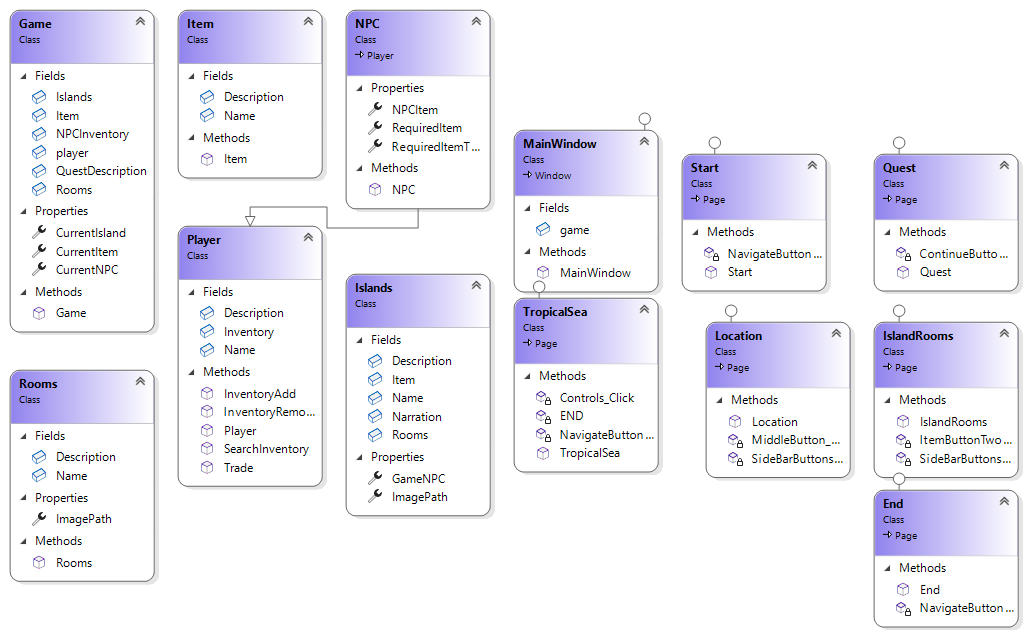 Game
Class
Fields
Islands
Item
NPCInventory
player
QuestDescription
Rooms
Properties
CurrentIsland
CurrentItem
CurrentNPC
Methods
Game
Rooms
Class
Fields
Description
Name
Properties
ImagePath
Methods
Rooms
Item
Class
Fields
Description
Name
Methods
Item
Player
Class
Fields
Description
Inventory
Name
Methods
InventoryAdd
InventoryRemo...
Player
SearchInventory
Trade
NPC
Class
Player
Properties
NPCItem
RequiredItem
RequiredItemT...
Methods
NPC
Islands
Class
Fields
Description
Item
Name
Narration
Rooms
Properties
GameNPC
ImagePath
MainWindow
Class
Window
Fields
game
Methods
MainWindow
TropicalSea
Class
Page
Methods
Controls_Click
END
NavigateButton ...
TropicalSea
Start
Class
Page
Methods
NavigateButton ...
Start
Location
Class
Page
Methods
Location
MiddleButton_...
SideBarButtons...
Quest
Class
Page
Methods
ContinueButto...
Quest
IslandRooms
Class
Page
Methods
IslandRooms
ItemButtonTwo...
SideBarButtons...
End
Class
Page
Methods
End
NavigateButton...